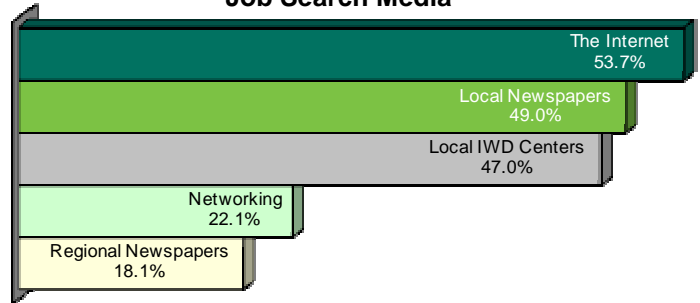 Job Search Media
The Internet
53.7%
Local Newspapers
49.0%
Local IWD Centers
47.0%
Networking
22.1%
Regional Newspapers
18.1%